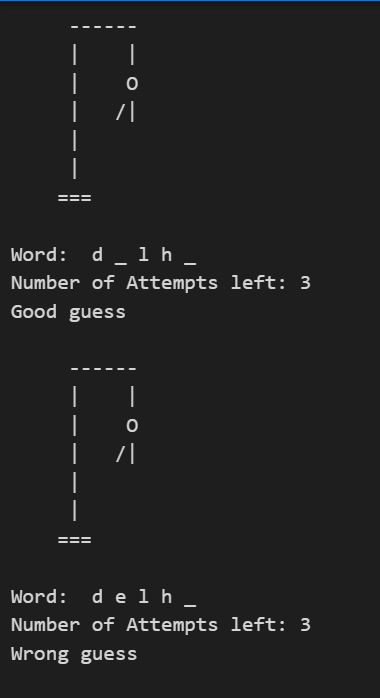 ------
|    |
|    o
|   /|
|
|
===
Word:  d _ l h _
Number of Attempts left: 3
Good guess
------
|    |
|    o
|   /|
|
|
===
Word:  d e l h _
Number of Attempts left: 3
Wrong guess